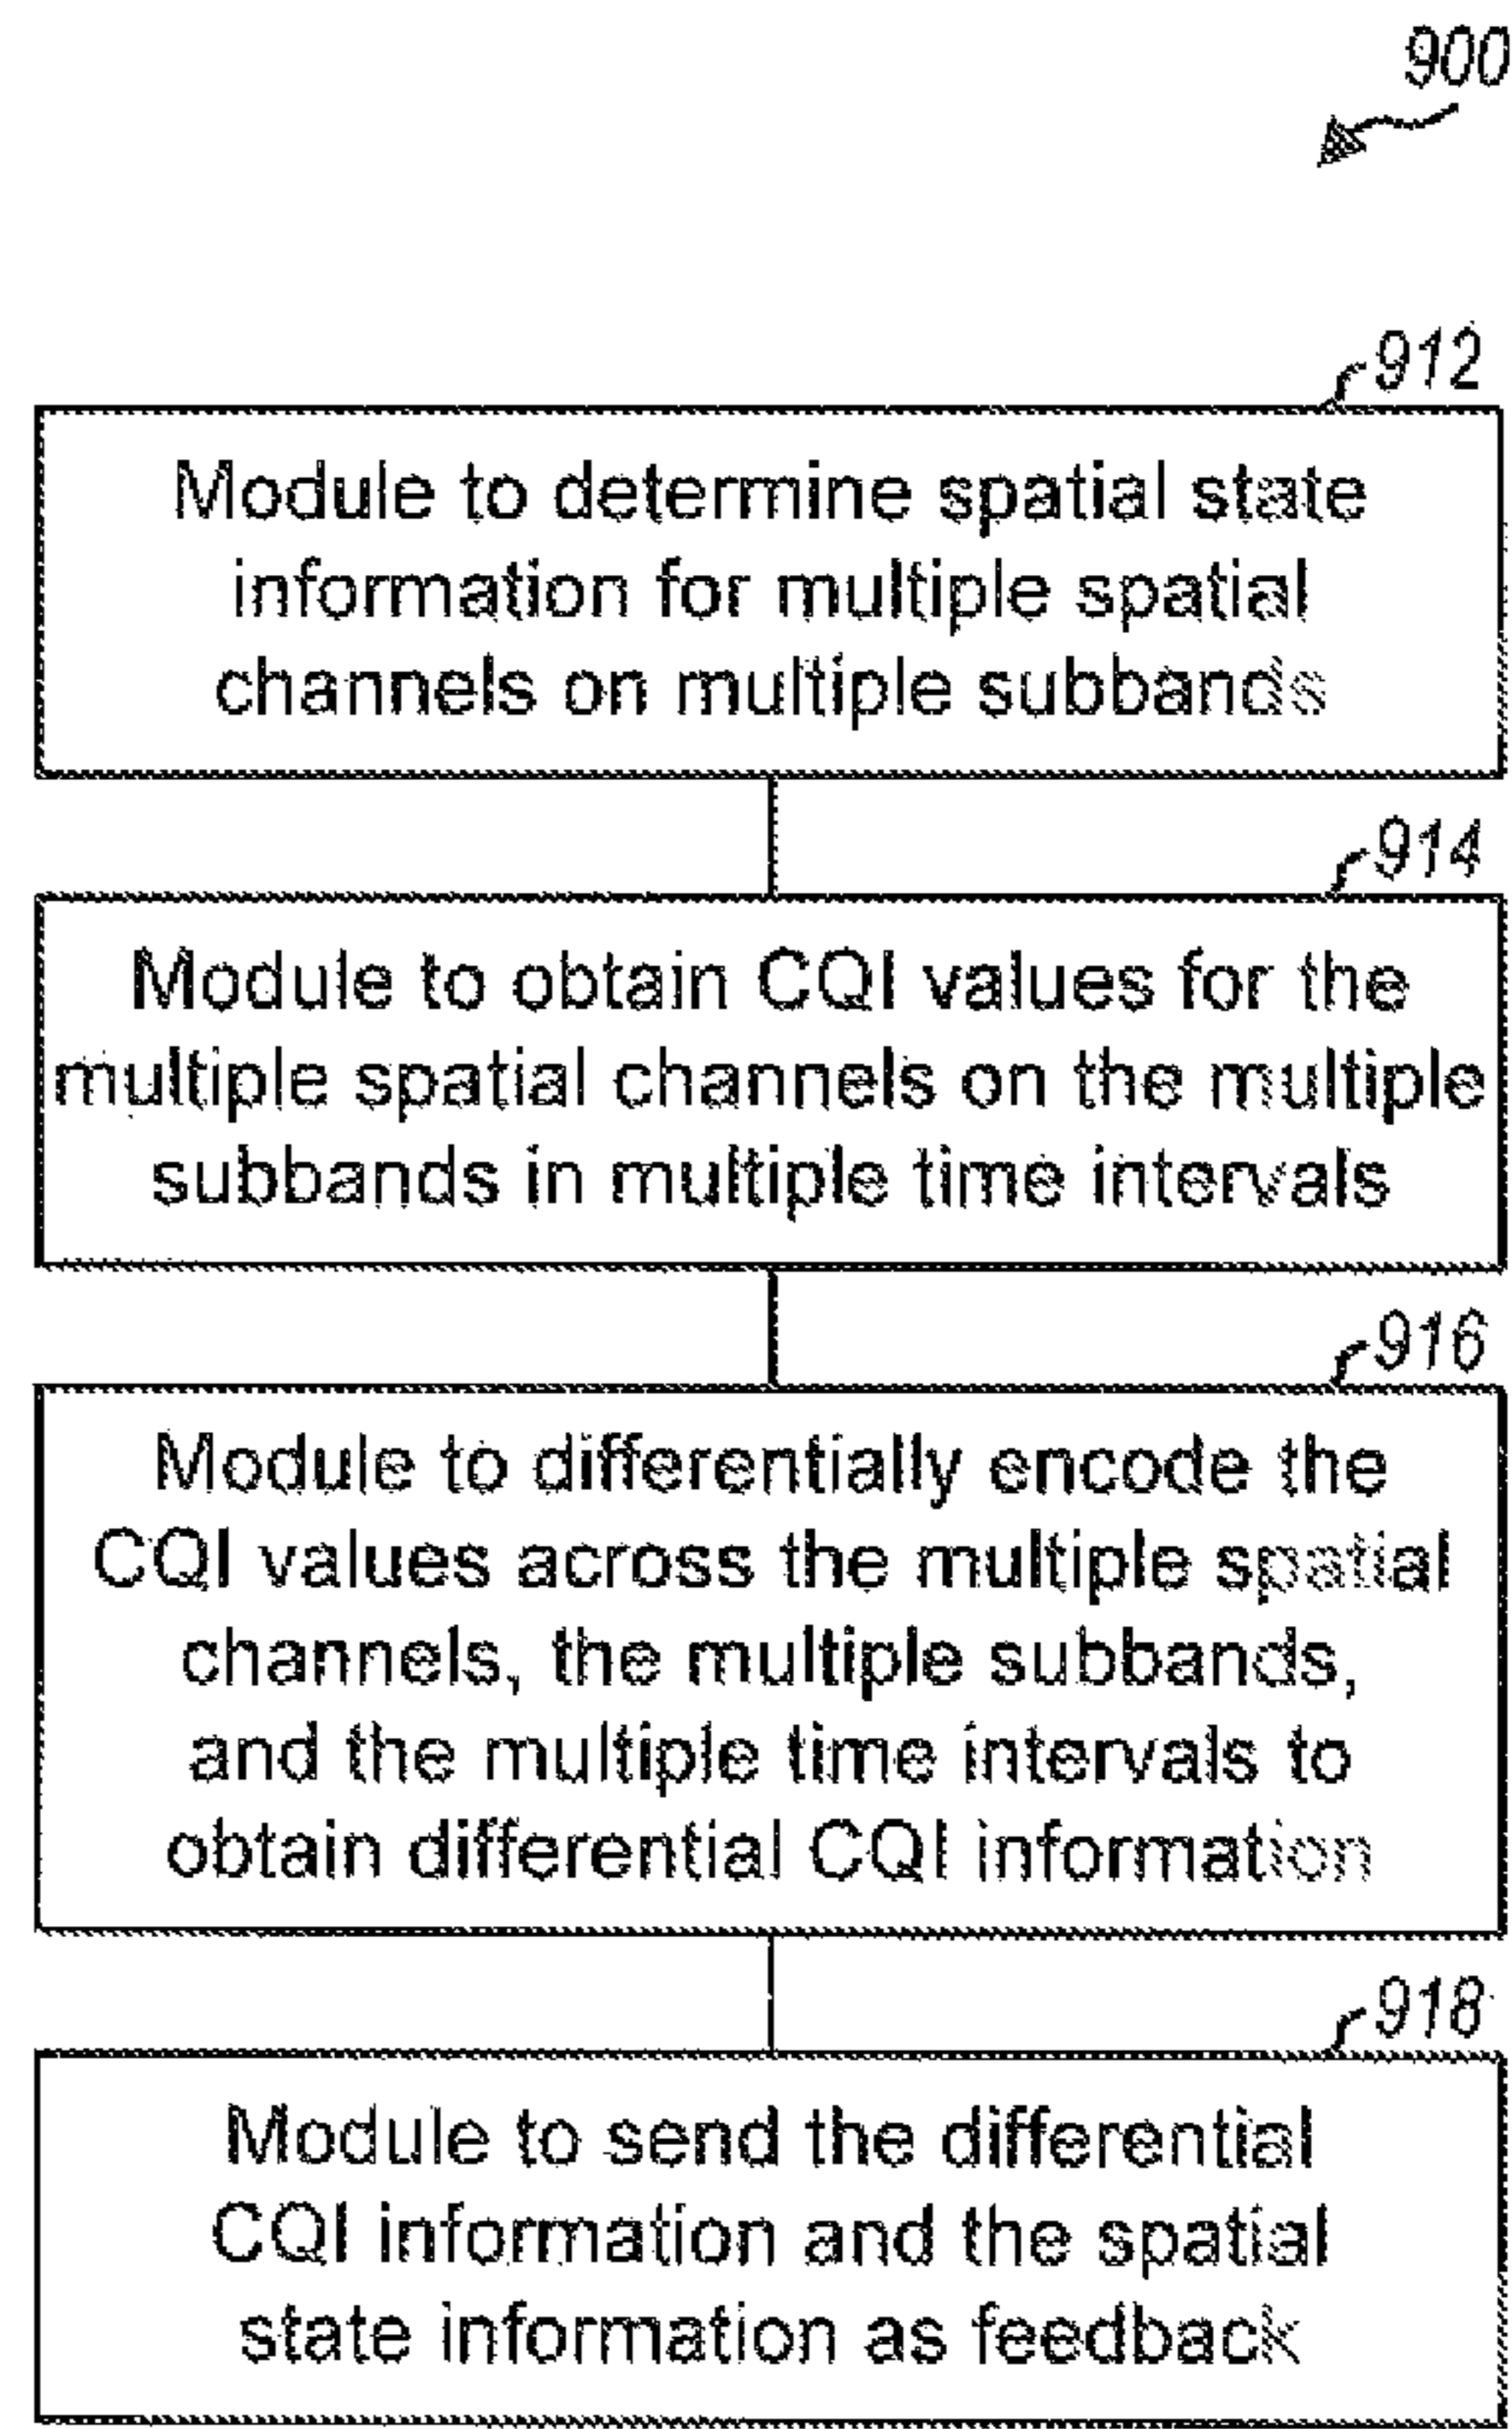 900
912
Module to determine spatial state
information for multiple spatial
channels on multiple subbands
914
Module to obtain CQI values for the
multiple spatial channels on the multiple
subbands in multiple time intervals
916
Module to differentially encode the
CQI values across the multiple spatial
channels, the multiple subbands,
and the multiple time intervals to
obtain differential CQI information
918
Module to send the differential
CQI information and the spatial
state information as feedback